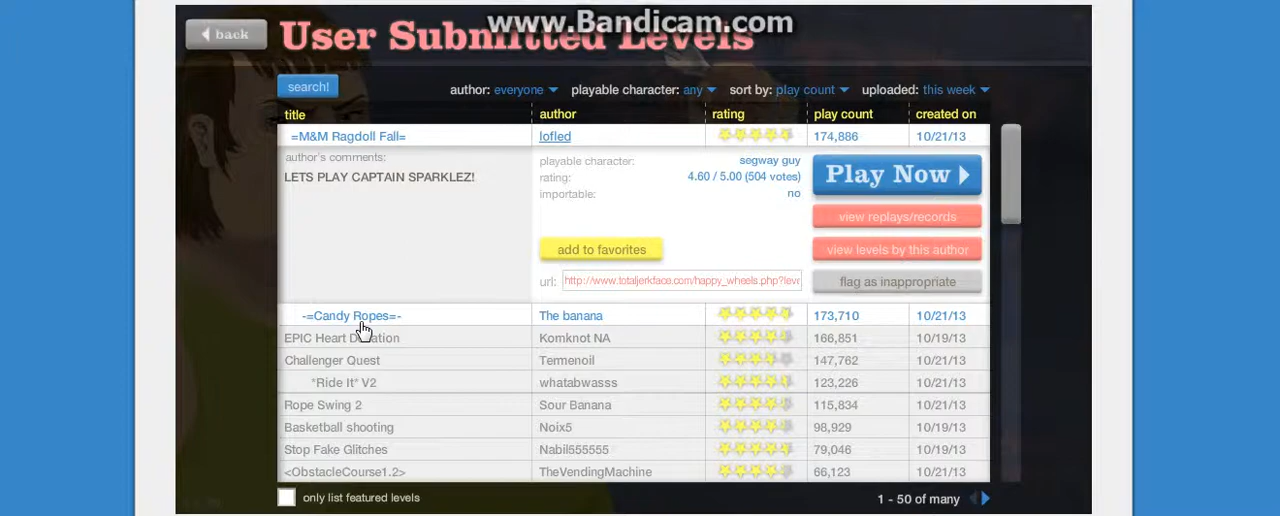 www.Bandicam.com
back
User Submitted Levels
search!
author: everyone playable character: any sort by: play count uploaded: this week
title author rating play count created on
=M&M Ragdoll Fall= lofled 174,886 10/21/13
author's comments:
LETS PLAY CAPTAIN SPARKLEZ!
playable character: segway guy
rating: 4.60 / 5.00 (504 votes)
importable: no
Play Now
view replays/records
add to favorites
view levels by this author
url: http://www.totaljerkface.com/happy_wheels.php?leve
flag as inappropriate
-=Candy Ropes=- The banana 173,710 10/21/13
EPIC Heart Donation Komknot NA 166,851 10/19/13
Challenger Quest Termenoil 147,762 10/21/13
*Ride It* V2 whatabwasss 123,226 10/21/13
Rope Swing 2 Sour Banana 115,834 10/21/13
Basketball shooting Noix5 98,929 10/19/13
Stop Fake Glitches Nabil555555 79,046 10/19/13
<ObstacleCourse1.2> TheVendingMachine 66,123 10/21/13
only list featured levels
1 - 50 of many